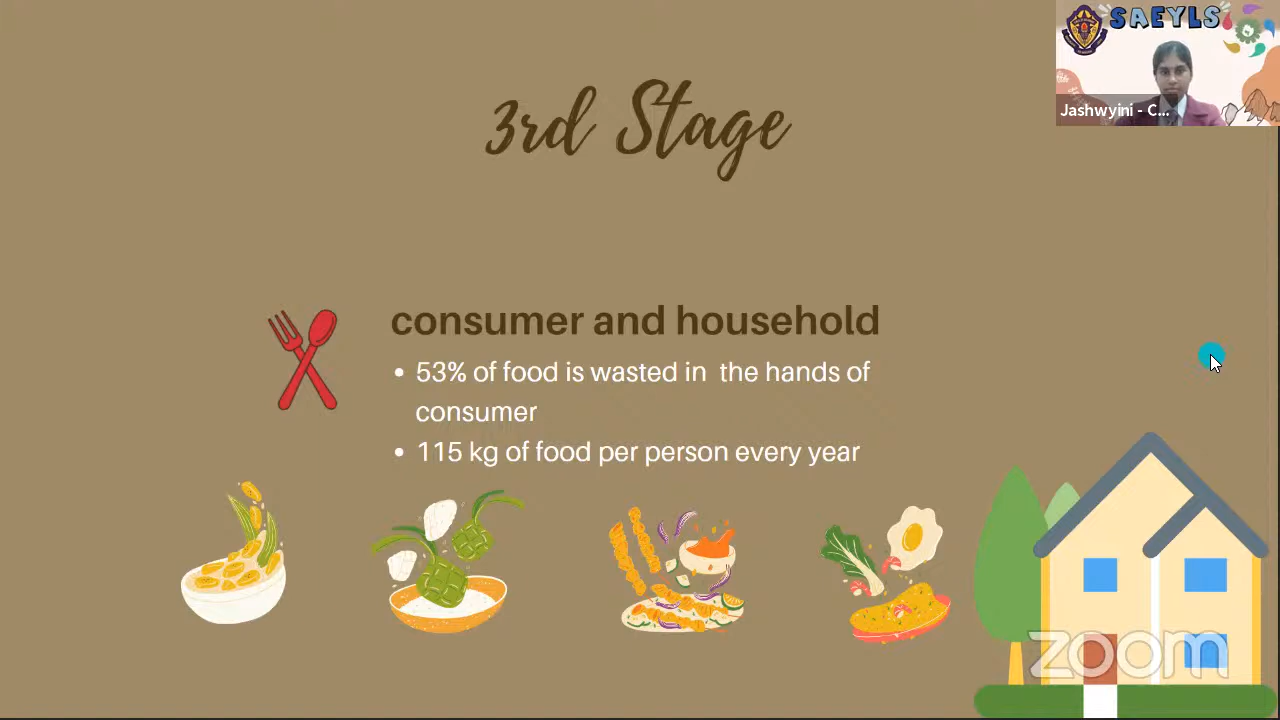 SAEYLS
Jashwyini - C...
3rd Stage
consumer and household
• 53% of food is wasted in  the hands of
consumer
• 115 kg of food per person every year
zoom